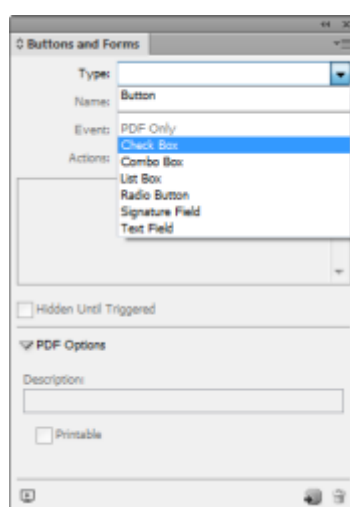 Buttons and Forms
Type:
Name:
Button
Event:
PDF Only
Check Box
Actions:
Combo Box
List Box
Radio Button
Signature Field
Text Field
Hidden Until Triggered
PDF Options
Description:
Printable